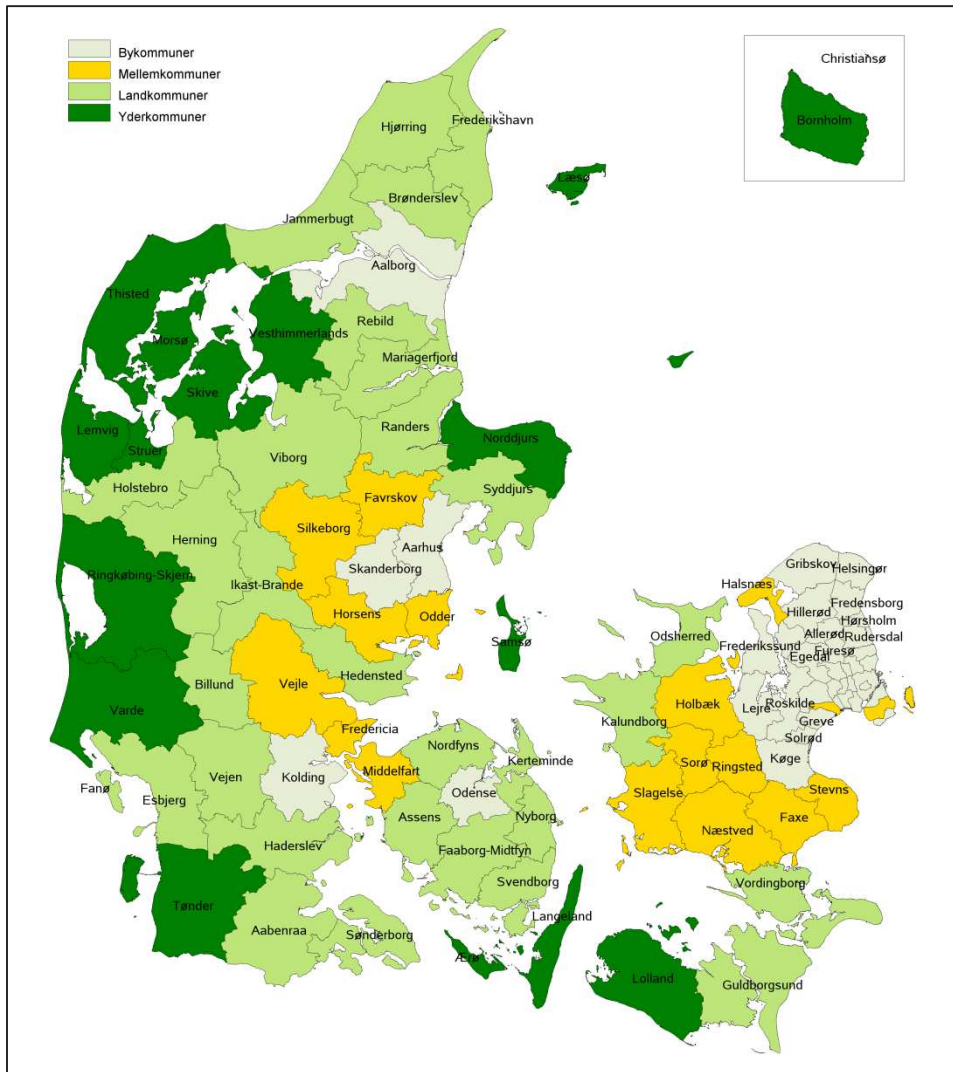 Bykommuner
Mellemkommuner
Landkommuner
Yderkommuner
Christiansø
Bornholm
Hjørring
Frederikshavn
Læsø
Brønderslev
Jammerbugt
Aalborg
Thisted
Rebild
Vesthimmerlands
Morsø
Mariagerfjord
Skive
Lemvig
Randers
Norddjurs
Struer
Viborg
Holstebro
Favrskov
Syddjurs
Silkeborg
Herning
Aarhus
Skanderborg
Ringkøbing-Skjern
Ikast-Brande
Horsens
Odder
Samsø
Gribskov
Helsingør
Halsnæs
Hillerød
Fredensborg
Hørsholm
Allerød
Rudersdal
Odsherred
Frederikssund
Furesø
Egedal
Hedensted
Billund
Vejle
Varde
Fredericia
Holbæk
Lejre
Roskilde
Kalundborg
Greve
Solrød
Køge
Nordfyns
Kerteminde
Middelfart
Kolding
Vejen
Fanø
Esbjerg
Odense
Sorø
Ringsted
Stevns
Slagelse
Faxe
Næstved
Assens
Nyborg
Haderslev
Faaborg-Midtfyn
Svendborg
Vordingborg
Tønder
Langeland
Aabenraa
Sønderborg
Ærø
Lolland
Guldborgsund